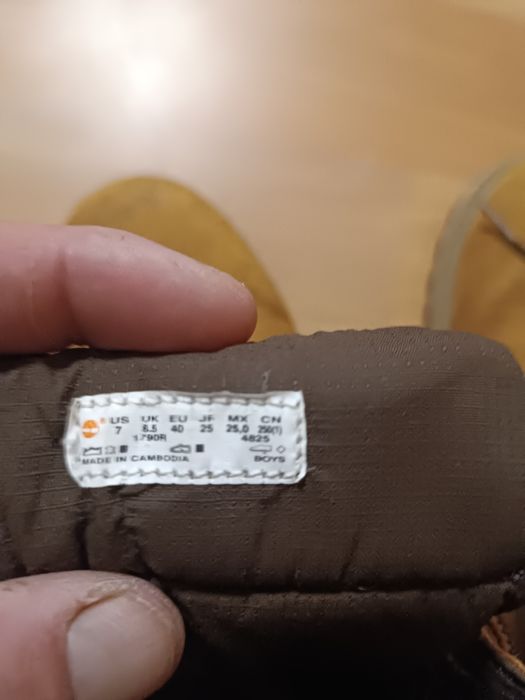 US UK EU JP MX CN
7 6.5 40 25 25.0 250(1)
1790R 4825
MADE IN CAMBODIA BOYS